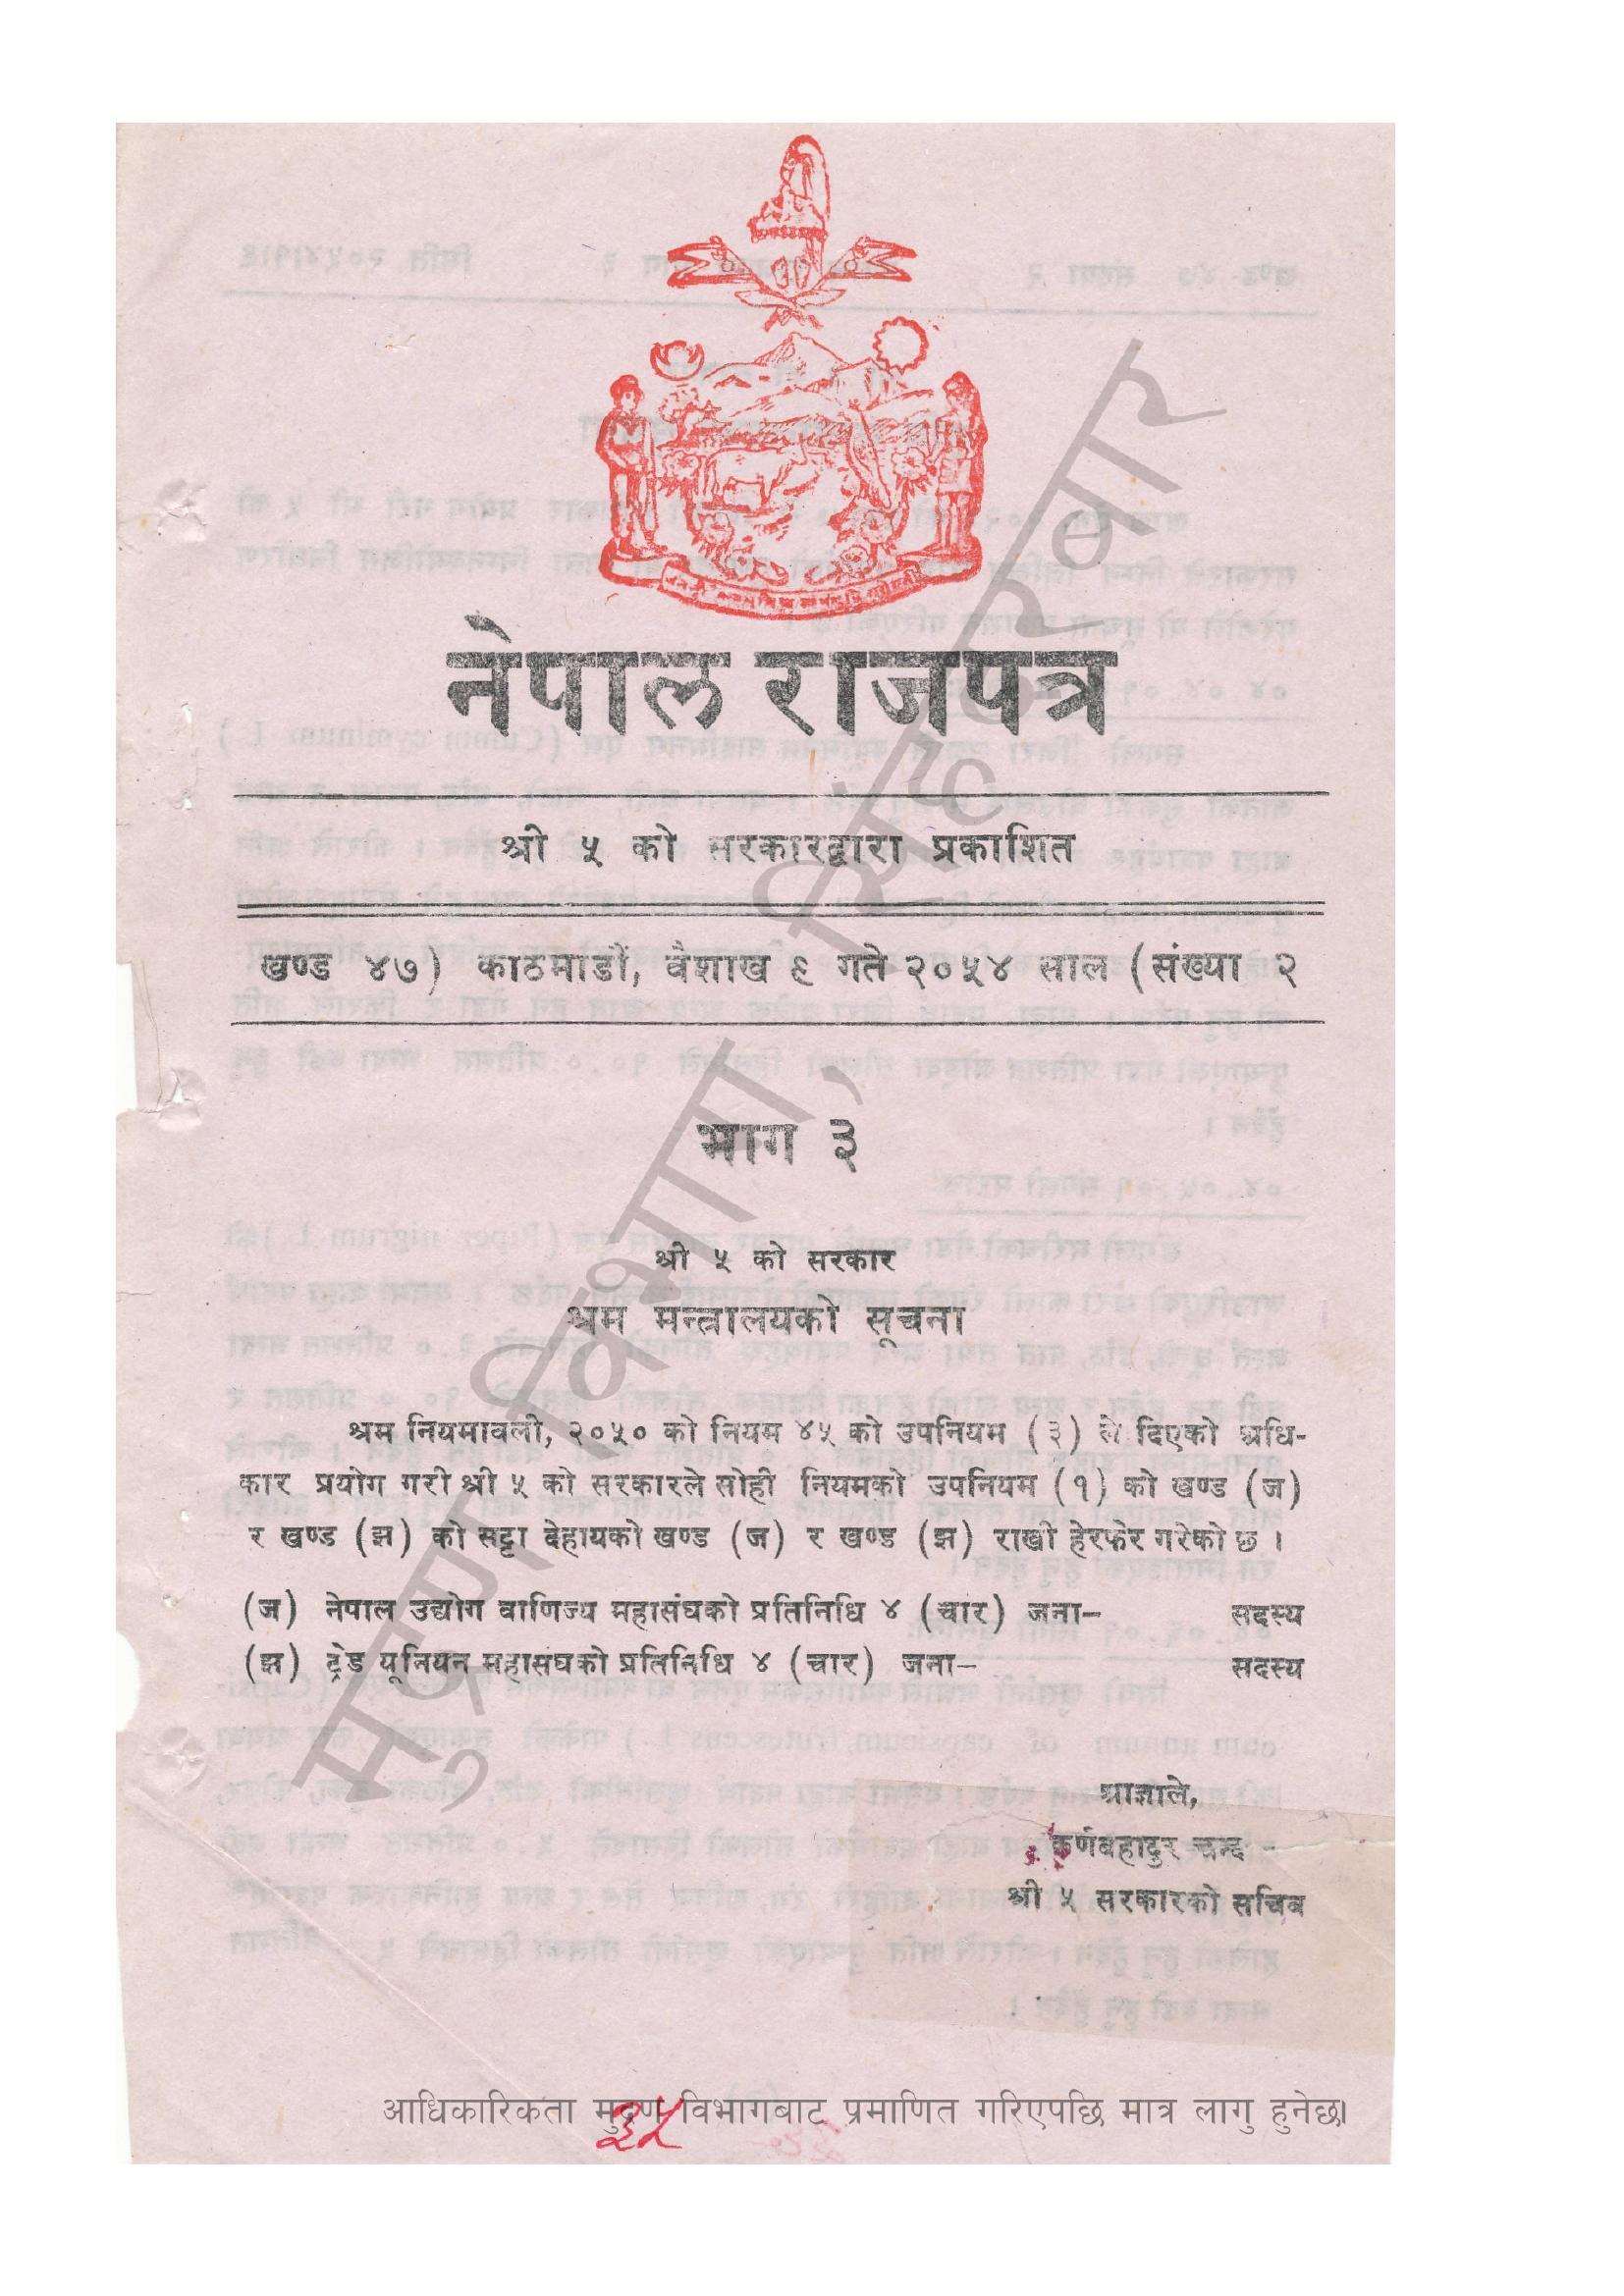 नेपाल राजपत्र
श्री ५ को सरकारद्वारा प्रकाशित
खण्ड ४७) काठमाडौं, वैशाख ९ गते २०५४ साल (संख्या २
भाग ३
श्री ५ को सरकार
श्रम मन्त्रालयको सूचना
श्रम नियमावली, २०५० को नियम ४५ को उपनियम (३) ले दिएको अधि-
कार प्रयोग गरी श्री ५ को सरकारले सोही नियमको उपनियम (१) को खण्ड (ज)
र खण्ड (झ) को सट्टा देहायको खण्ड (ज) र खण्ड (झ) राखी हेरफेर गरेको छ ।
(ज) नेपाल उद्योग वाणिज्य महासंघको प्रतिनिधि ४ (चार) जना- सदस्य
(झ) ट्रेड यूनियन महासंघको प्रतिनिधि ४ (चार) जना- सदस्य
आज्ञाले,
कर्णबहादुर चन्द
श्री ५ सरकारको सचिव
आधिकारिकता मुद्रण विभागबाट प्रमाणित गरिएपछि मात्र लागु हुनेछ।
३५
मुद्रण विभाग, सिंहदरवार